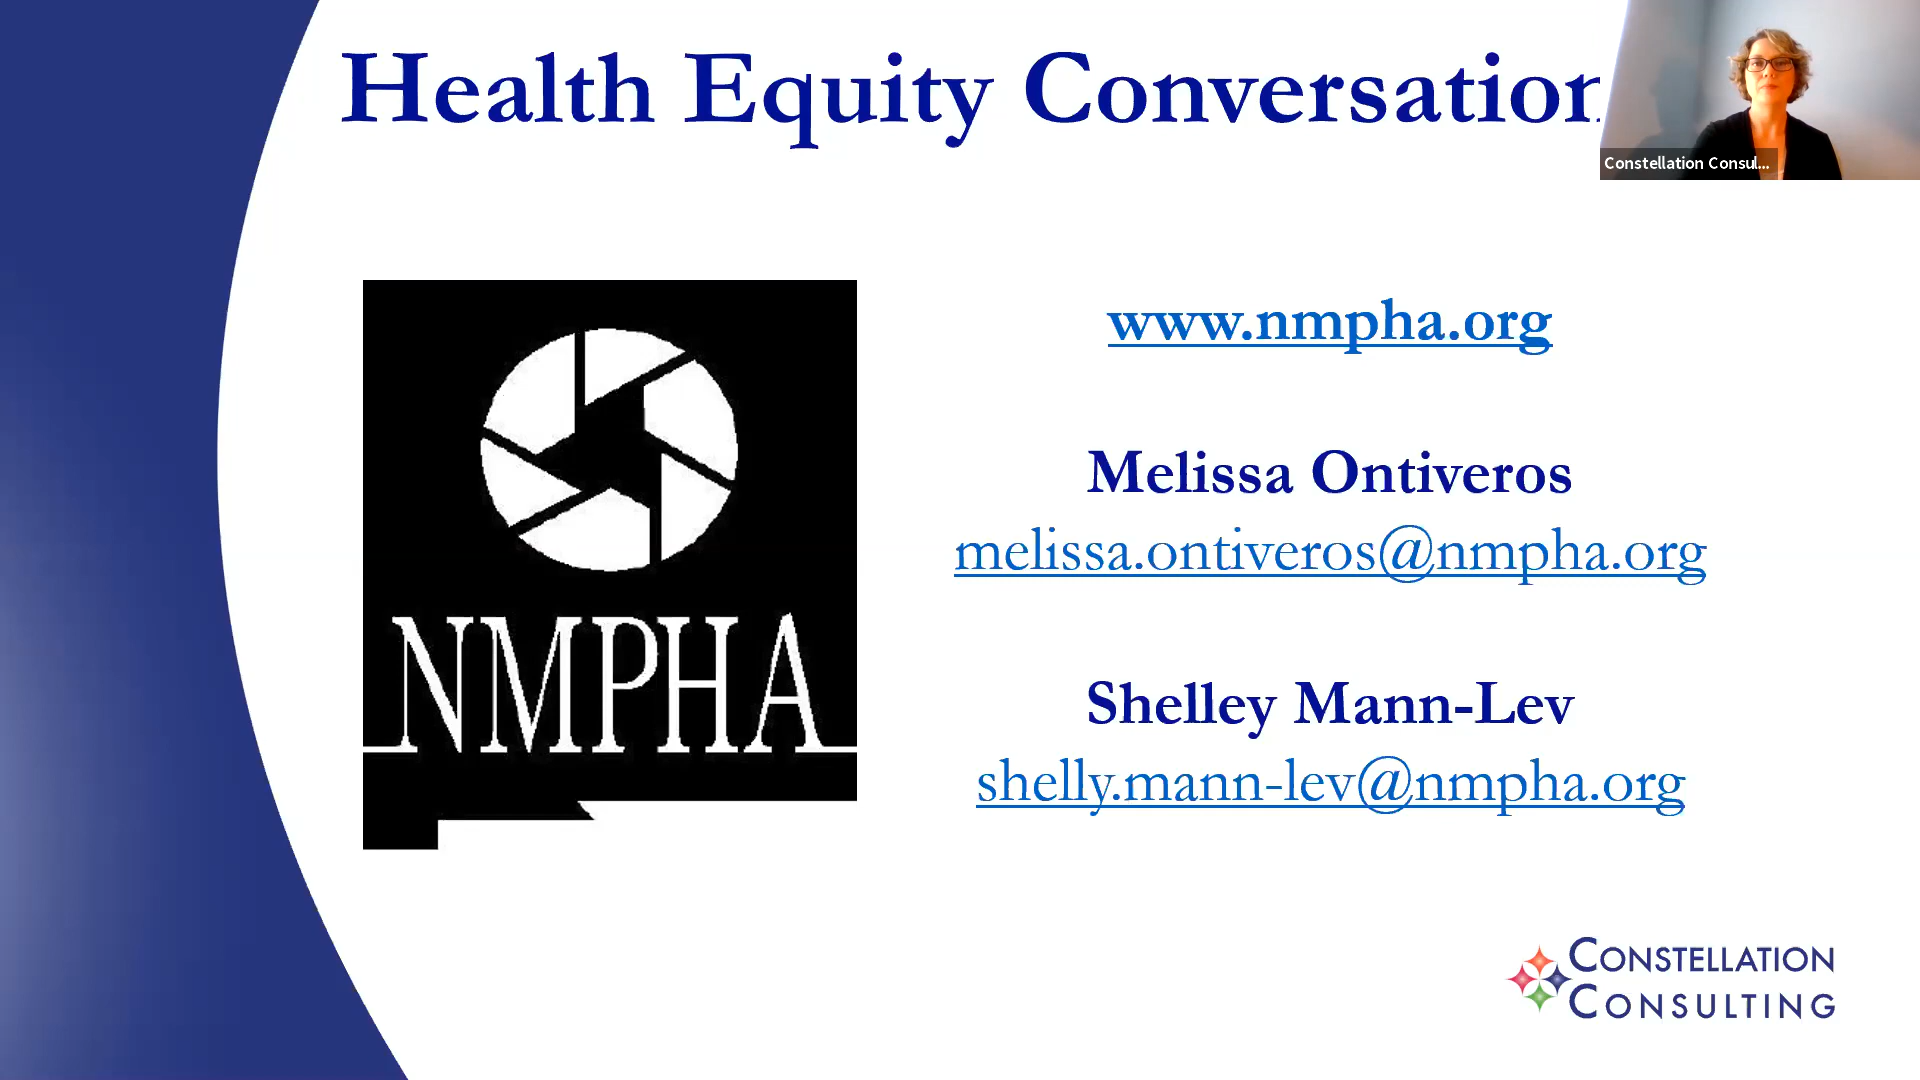 Health Equity Conversation
Constellation Consul...
www.nmpha.org
Melissa Ontiveros
melissa.ontiveros@nmpha.org
NMPHA
Shelley Mann-Lev
shelly.mann-lev@nmpha.org
CONSTELLATION
CONSULTING